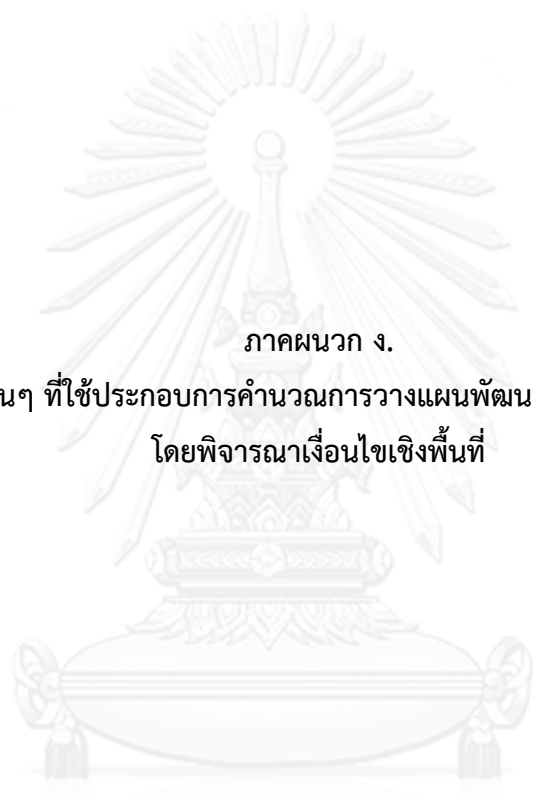 ภาคผนวก ง.
นๆ ที่ใช้ประกอบการคำนวณการวางแผนพัฒน
โดยพิจารณาเงื่อนไขเชิงพื้นที่